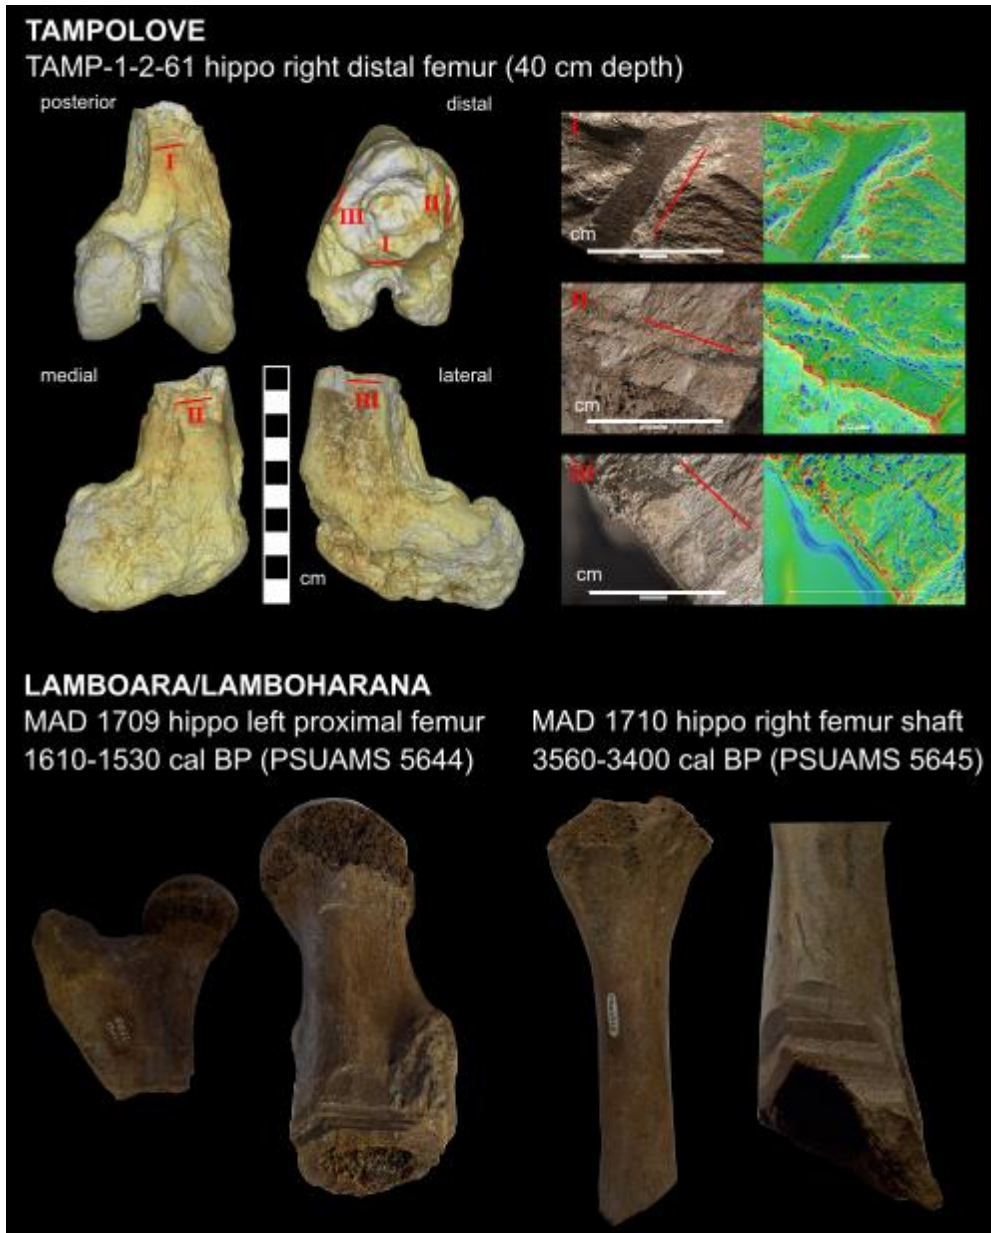 TAMPOLOVE
TAMP-1-2-61 hippo right distal femur (40 cm depth)
posterior
distal
I
III
II
I
medial
lateral
II
III
cm
I
cm
II
cm
III
cm
LAMBOARA/LAMBOHARANA
MAD 1709 hippo left proximal femur
1610-1530 cal BP (PSUAMS 5644)
MAD 1710 hippo right femur shaft
3560-3400 cal BP (PSUAMS 5645)